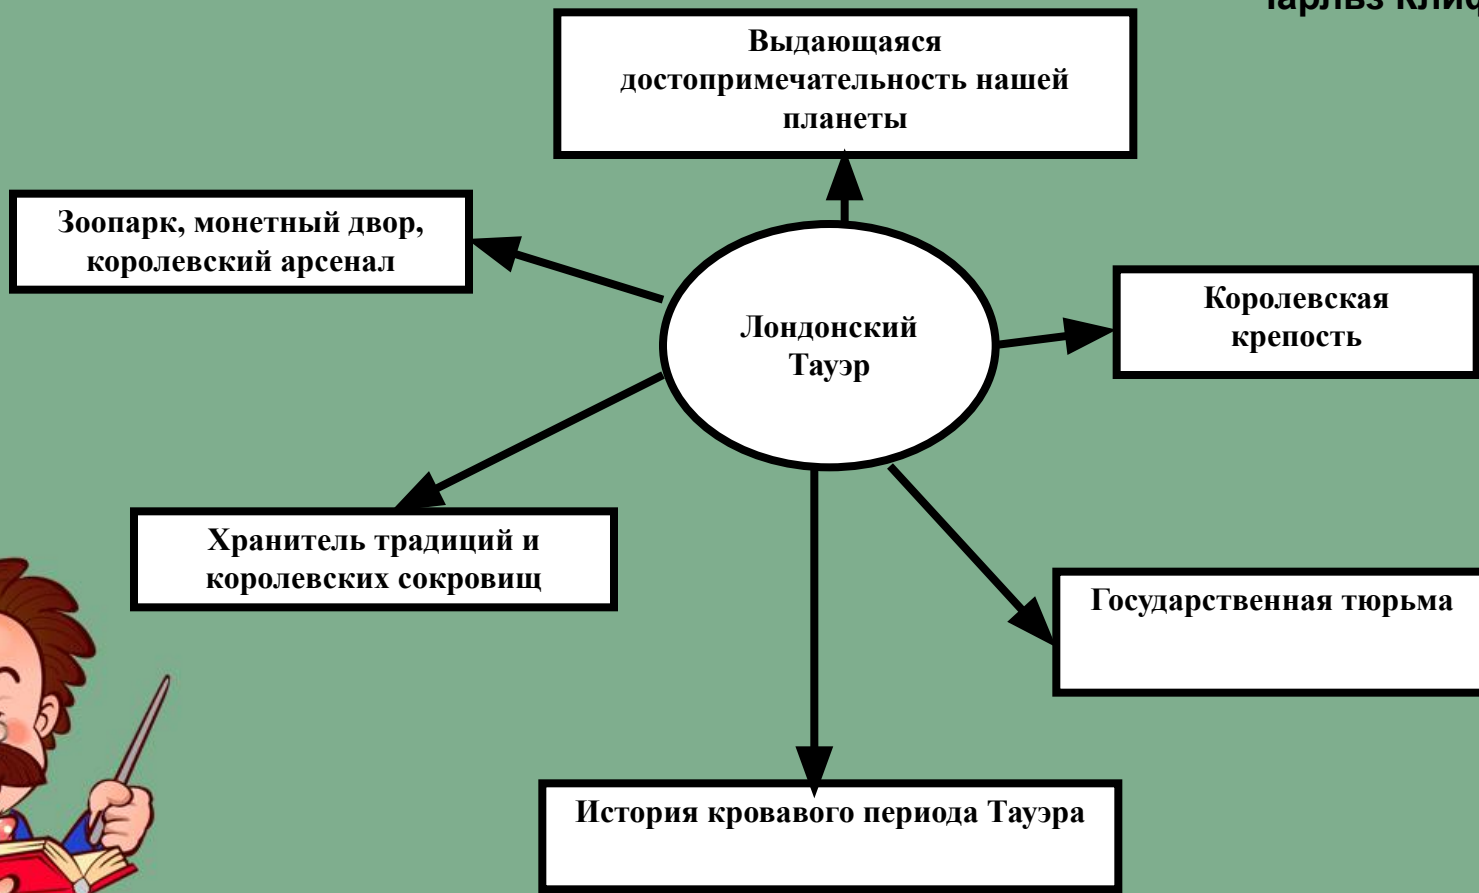 Выдающаяся
достопримечательность нашей
планеты
Зоопарк, монетный двор,
королевский арсенал
Лондонский
Тауэр
Королевская
крепость
Хранитель традиций и
королевских сокровищ
Государственная тюрьма
История кровавого периода Тауэра